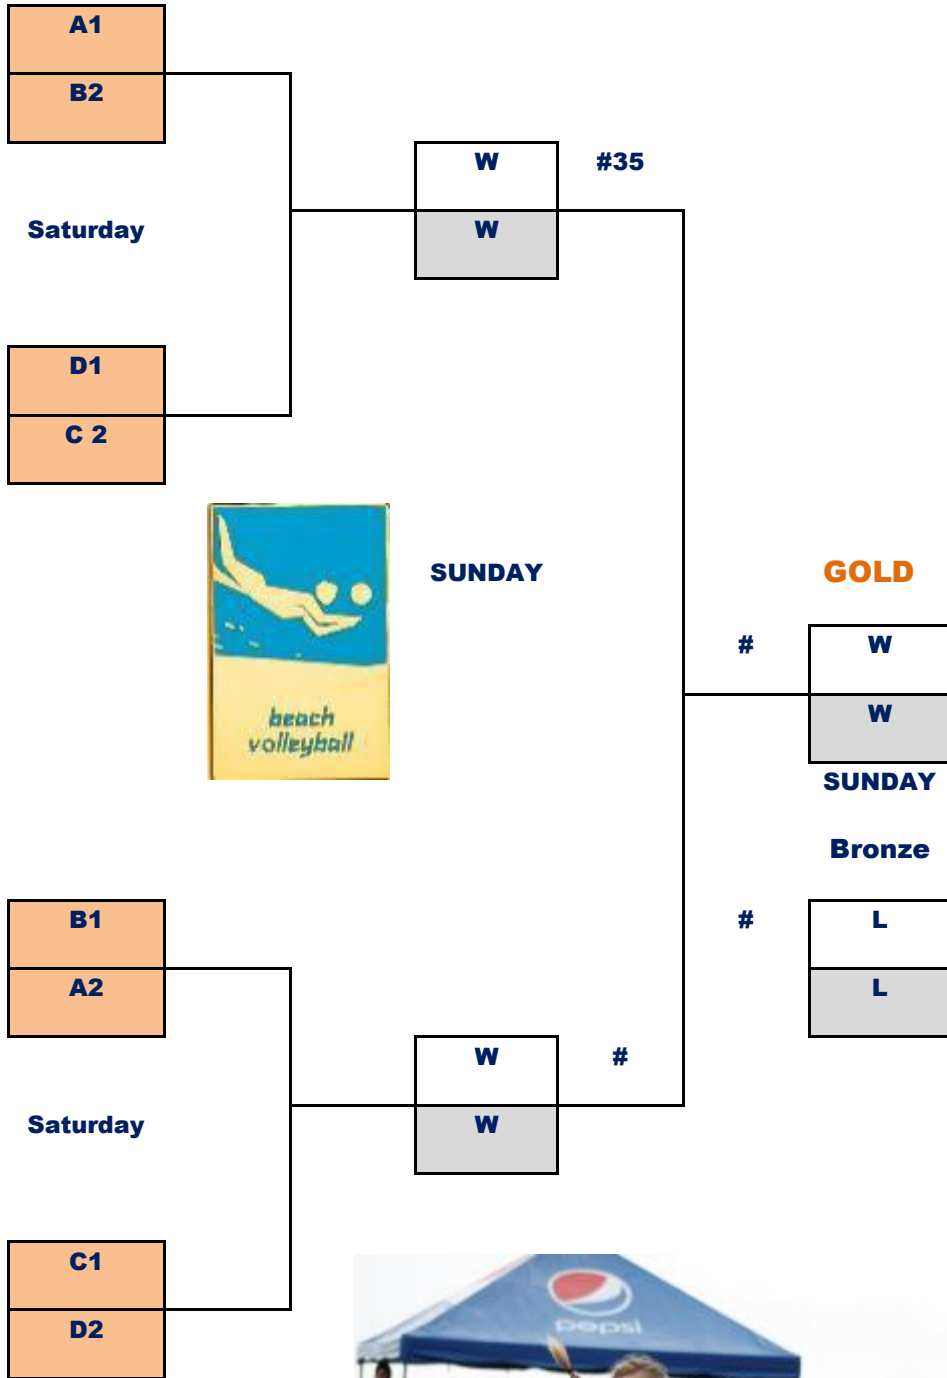 A1
B2
W #35
Saturday W
D1
C 2
SUNDAY GOLD
# W
beach
volleyball
W
SUNDAY
Bronze
B1 # L
A2 L
W #
Saturday W
C1
D2
pepsi